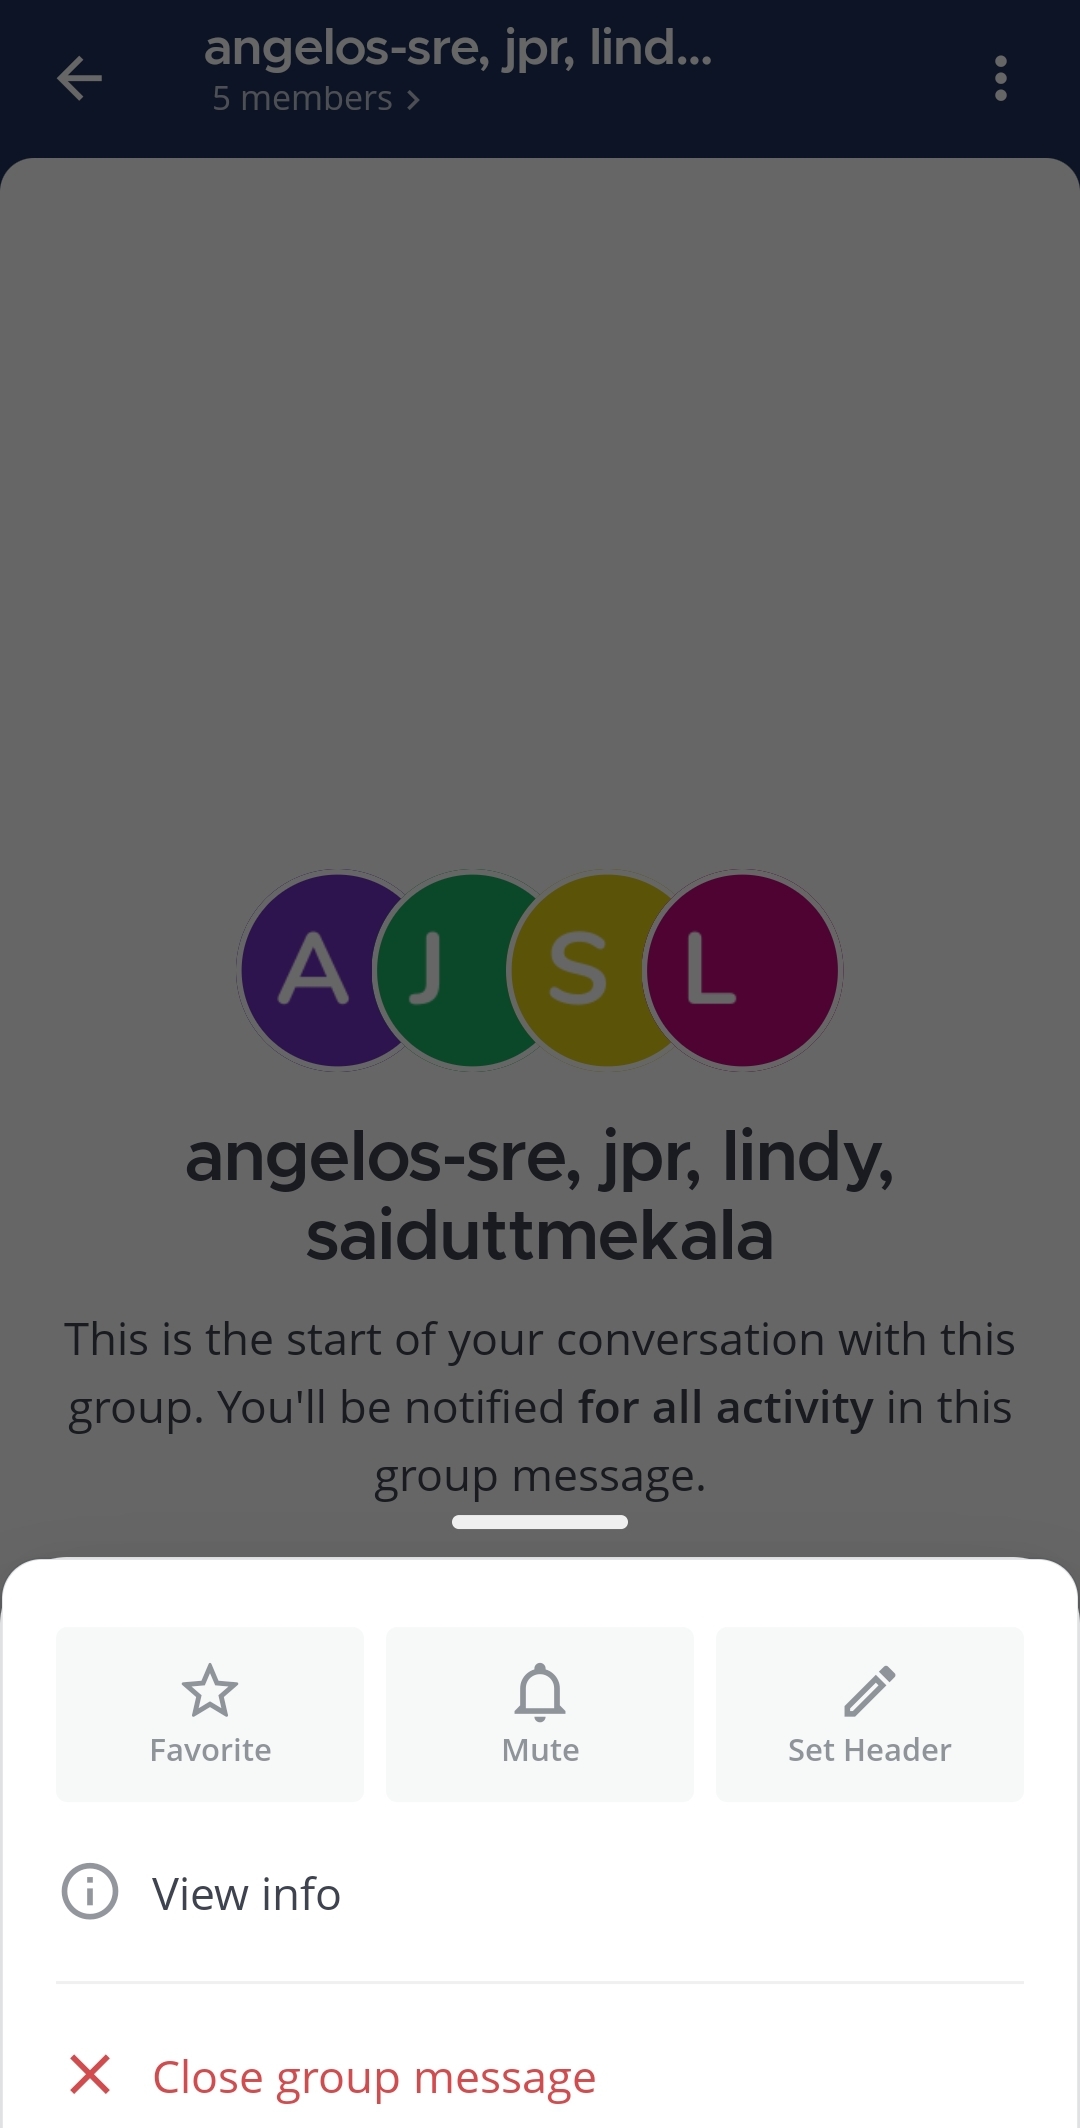 angelos-sre, jpr, lind...
5 members
A J S L
angelos-sre, jpr, lindy,
saiduttmekala
This is the start of your conversation with this
group. You'll be notified for all activity in this
group message.
Favorite Mute Set Header
View info
Close group message